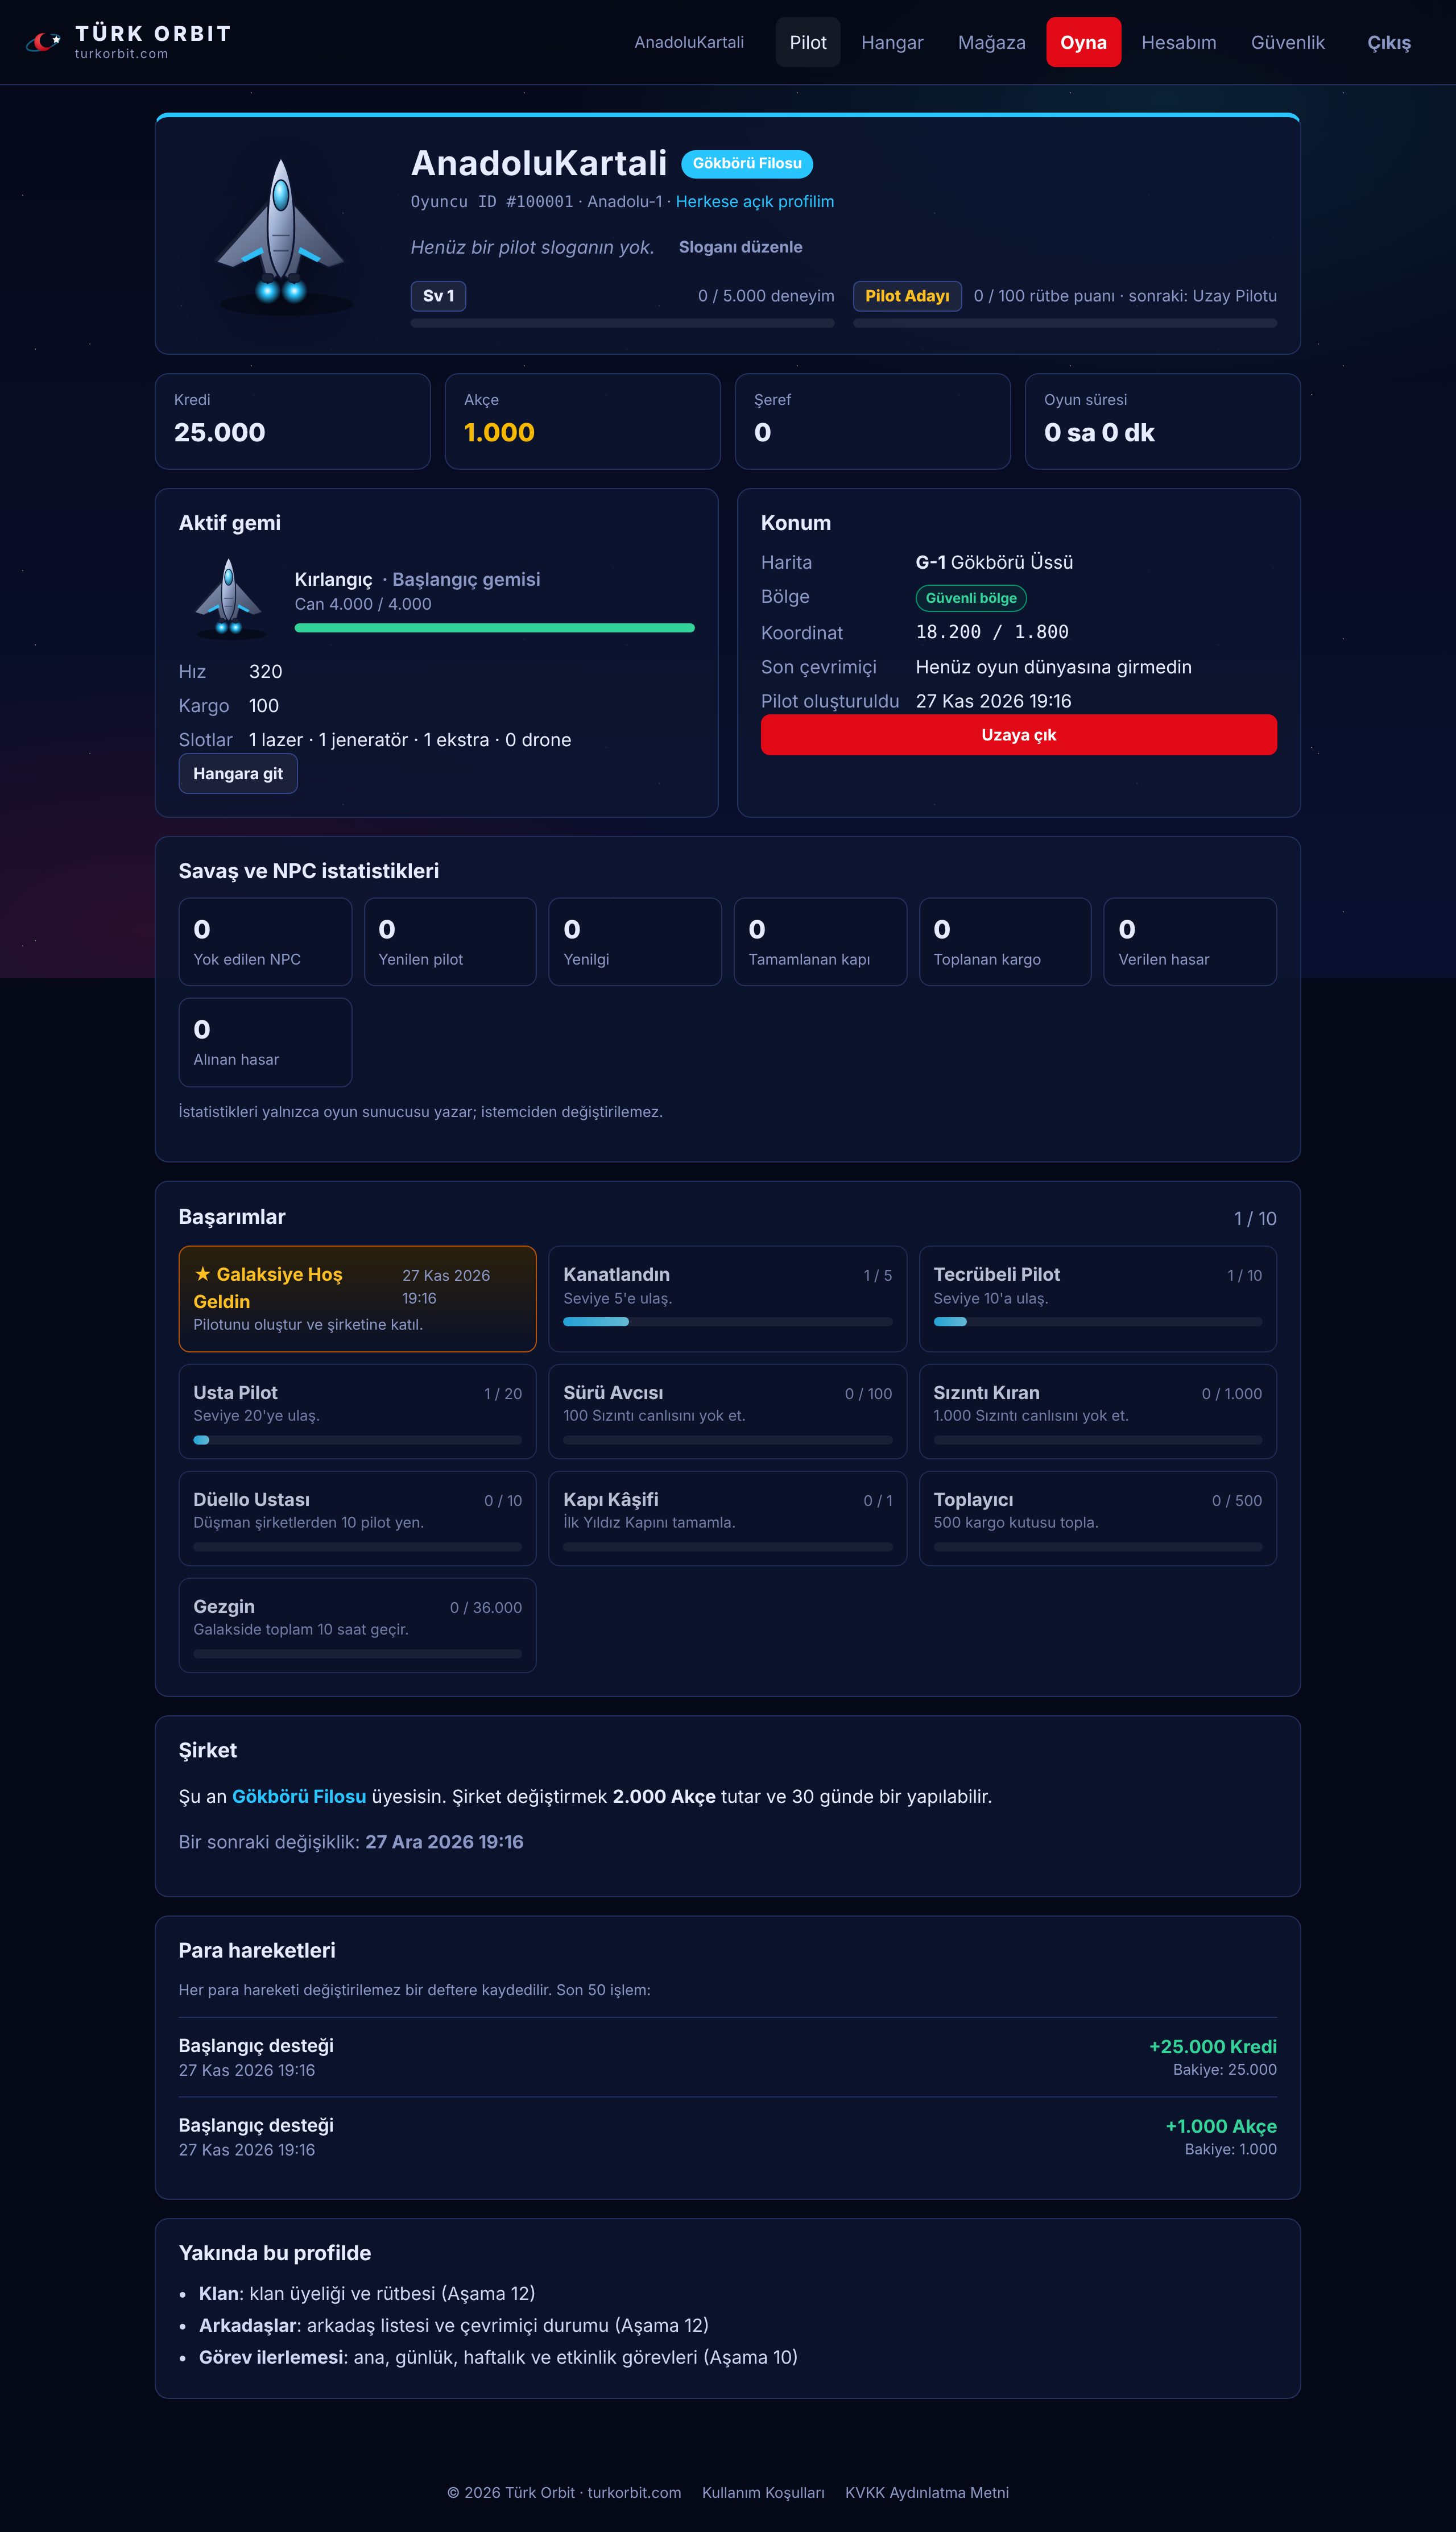 TÜRK ORBIT
turkorbit.com
AnadoluKartali
Pilot
Hangar
Mağaza
Oyna
Hesabım
Güvenlik
Çıkış
AnadoluKartali
Gökbörü Filosu
Oyuncu ID #100001 · Anadolu-1 · Herkese açık profilim
Henüz bir pilot sloganın yok.
Sloganı düzenle
Sv 1
0 / 5.000 deneyim
Pilot Adayı
0 / 100 rütbe puanı · sonraki: Uzay Pilotu
Kredi
25.000
Akçe
1.000
Şeref
0
Oyun süresi
0 sa 0 dk
Aktif gemi
Kırlangıç · Başlangıç gemisi
Can 4.000 / 4.000
Hız 320
Kargo 100
Slotlar 1 lazer · 1 jeneratör · 1 ekstra · 0 drone
Hangara git
Konum
Harita G-1 Gökbörü Üssü
Bölge Güvenli bölge
Koordinat 18.200 / 1.800
Son çevrimiçi Henüz oyun dünyasına girmedin
Pilot oluşturuldu 27 Kas 2026 19:16
Uzaya çık
Savaş ve NPC istatistikleri
0
Yok edilen NPC
0
Yenilen pilot
0
Yenilgi
0
Tamamlanan kapı
0
Toplanan kargo
0
Verilen hasar
0
Alınan hasar
İstatistikleri yalnızca oyun sunucusu yazar; istemciden değiştirilemez.
Başarımlar
1 / 10
★ Galaksiye Hoş
Geldin
27 Kas 2026
19:16
Pilotunu oluştur ve şirketine katıl.
Kanatlandın
1 / 5
Seviye 5'e ulaş.
Tecrübeli Pilot
1 / 10
Seviye 10'a ulaş.
Usta Pilot
1 / 20
Seviye 20'ye ulaş.
Sürü Avcısı
0 / 100
100 Sızıntı canlısını yok et.
Sızıntı Kıran
0 / 1.000
1.000 Sızıntı canlısını yok et.
Düello Ustası
0 / 10
Düşman şirketlerden 10 pilot yen.
Kapı Kâşifi
0 / 1
İlk Yıldız Kapını tamamla.
Toplayıcı
0 / 500
500 kargo kutusu topla.
Gezgin
0 / 36.000
Galakside toplam 10 saat geçir.
Şirket
Şu an Gökbörü Filosu üyesisin. Şirket değiştirmek 2.000 Akçe tutar ve 30 günde bir yapılabilir.
Bir sonraki değişiklik: 27 Ara 2026 19:16
Para hareketleri
Her para hareketi değiştirilemez bir deftere kaydedilir. Son 50 işlem:
Başlangıç desteği
27 Kas 2026 19:16
+25.000 Kredi
Bakiye: 25.000
Başlangıç desteği
27 Kas 2026 19:16
+1.000 Akçe
Bakiye: 1.000
Yakında bu profilde
• Klan: klan üyeliği ve rütbesi (Aşama 12)
• Arkadaşlar: arkadaş listesi ve çevrimiçi durumu (Aşama 12)
• Görev ilerlemesi: ana, günlük, haftalık ve etkinlik görevleri (Aşama 10)
© 2026 Türk Orbit · turkorbit.com
Kullanım Koşulları
KVKK Aydınlatma Metni